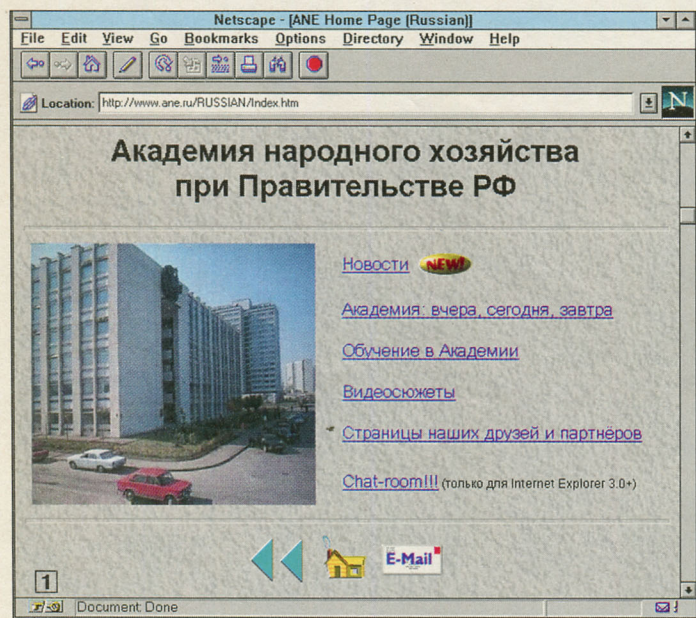 Netscape - [ANE Home Page (Russian)]
File Edit View Go Bookmarks Options Directory Window Help
Location: http://www.ane.ru/RUSSIAN/Index.htm
N
Академия народного хозяйства
при Правительстве РФ
Новости NEW!
Академия: вчера, сегодня, завтра
Обучение в Академии
Видеосюжеты
Страницы наших друзей и партнёров
Chat-room!!! (только для Internet Explorer 3.0+)
E-Mail
1
Document: Done